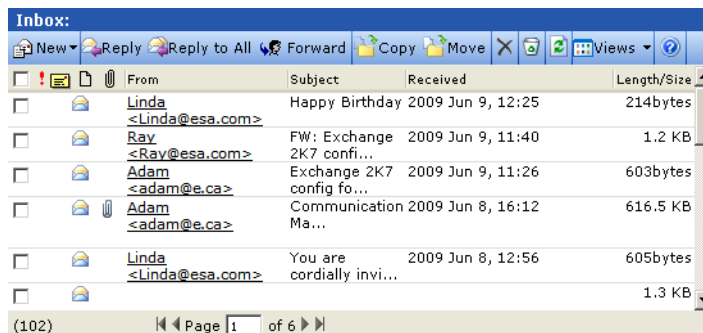 Inbox:
New Reply Reply to All Forward Copy Move Views
From Subject Received Length/Size
Linda Happy Birthday 2009 Jun 9, 12:25 214bytes
<Linda@esa.com>
Ray FW: Exchange 2009 Jun 9, 11:40 1.2 KB
<Ray@esa.com> 2K7 confi...
Adam Exchange 2K7 2009 Jun 9, 11:26 603bytes
<adam@e.ca> config fo...
Adam Communication 2009 Jun 8, 16:12 616.5 KB
<adam@e.ca> Ma...
Linda You are 2009 Jun 8, 12:56 605bytes
<Linda@esa.com> cordially invi...
1.3 KB
(102) Page 1 of 6